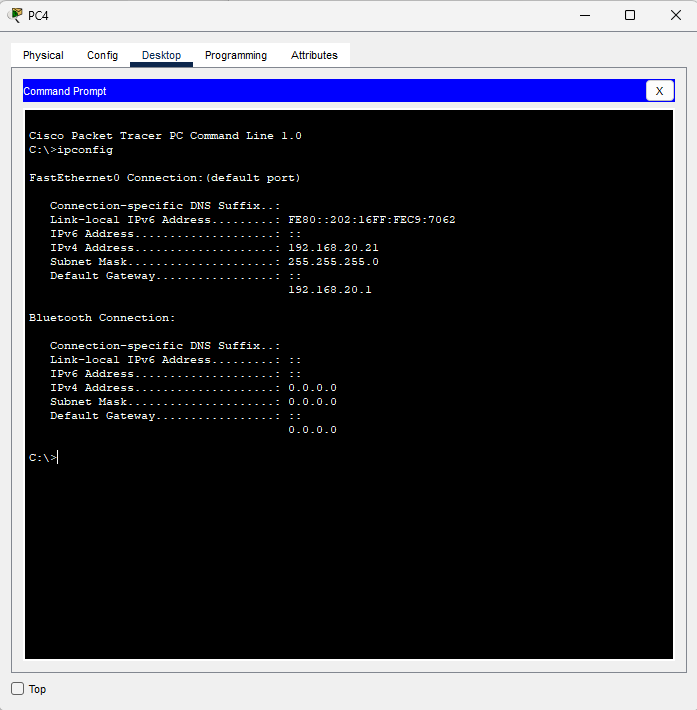 PC4
Physical Config Desktop Programming Attributes
Command Prompt
X
Cisco Packet Tracer PC Command Line 1.0
C:\>ipconfig
FastEthernet0 Connection:(default port)
Connection-specific DNS Suffix..:
Link-local IPv6 Address.........: FE80::202:16FF:FEC9:7062
IPv6 Address....................: ::
IPv4 Address....................: 192.168.20.21
Subnet Mask.....................: 255.255.255.0
Default Gateway.................: ::
192.168.20.1
Bluetooth Connection:
Connection-specific DNS Suffix..:
Link-local IPv6 Address.........: ::
IPv6 Address....................: ::
IPv4 Address....................: 0.0.0.0
Subnet Mask.....................: 0.0.0.0
Default Gateway.................: ::
0.0.0.0
C:\>
Top